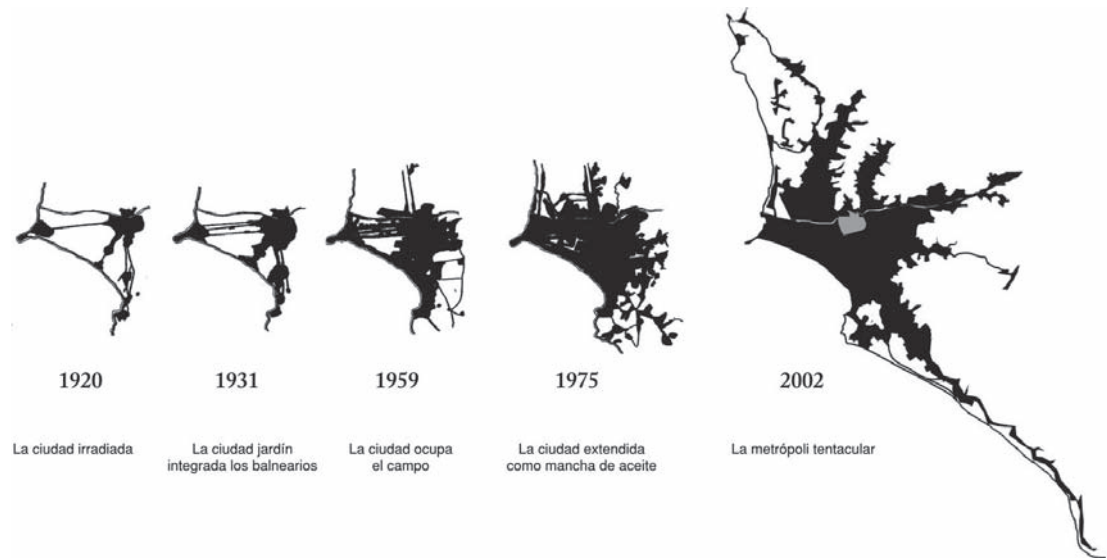 1920
1931
1959
1975
2002
La ciudad irradiada
La ciudad jardín
integrada los balnearios
La ciudad ocupa
el campo
La ciudad extendida
como mancha de aceite
La metrópoli tentacular